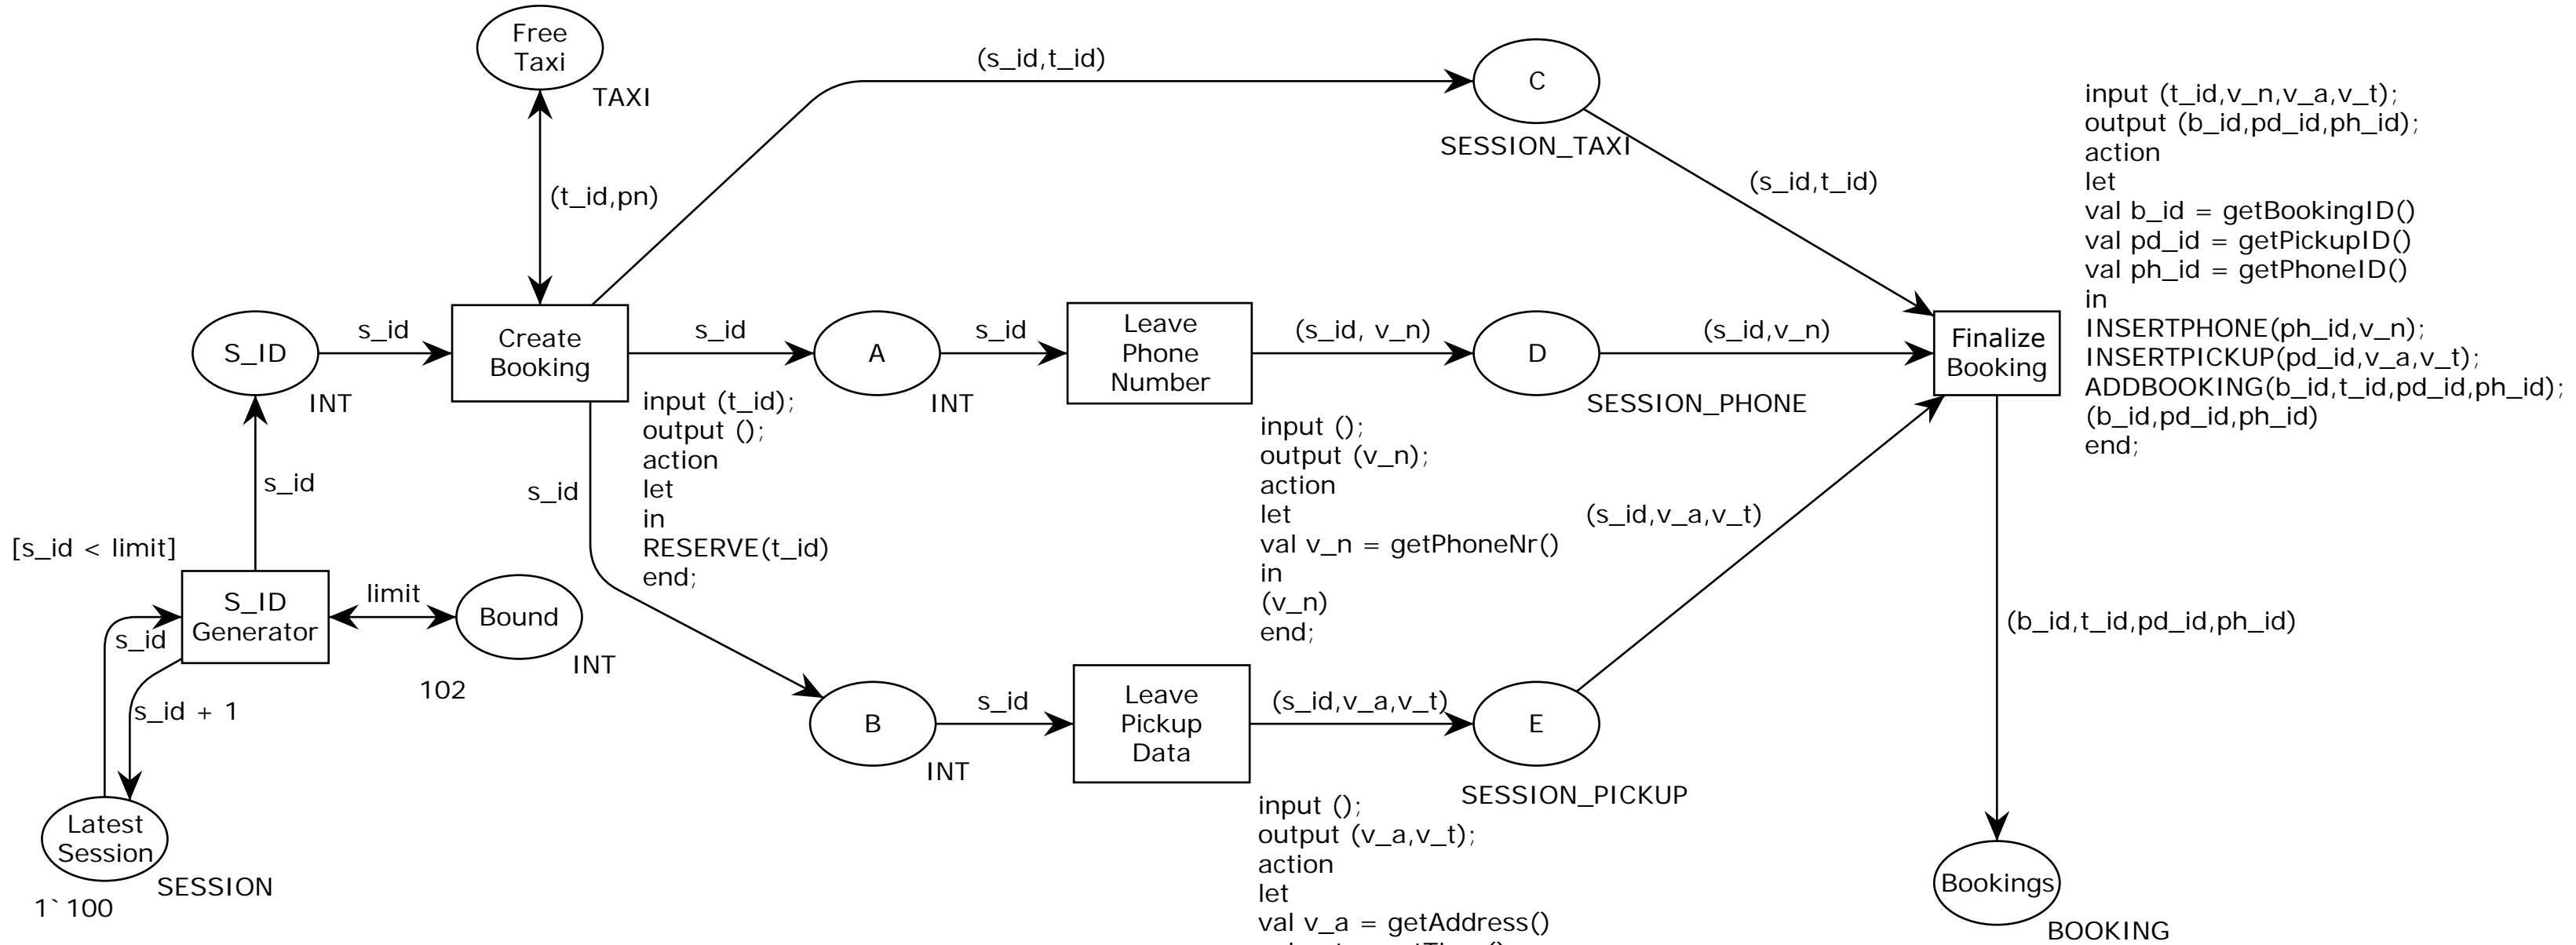 Free
Taxi
TAXI
(t_id,pn)
(s_id,t_id)
C
SESSION_TAXI
(s_id,t_id)
input (t_id,v_n,v_a,v_t);
output (b_id,pd_id,ph_id);
action
let
val b_id = getBookingID()
val pd_id = getPickupID()
val ph_id = getPhoneID()
in
INSERTPHONE(ph_id,v_n);
INSERTPICKUP(pd_id,v_a,v_t);
ADDBOOKING(b_id,t_id,pd_id,ph_id);
(b_id,pd_id,ph_id)
end;
S_ID
INT
s_id
Create
Booking
s_id
A
INT
s_id
Leave
Phone
Number
(s_id, v_n)
D
SESSION_PHONE
(s_id,v_n)
Finalize
Booking
input (t_id);
output ();
action
let
in
RESERVE(t_id)
end;
input ();
output (v_n);
action
let
val v_n = getPhoneNr()
in
(v_n)
end;
s_id
s_id
[s_id < limit]
S_ID
Generator
limit
Bound
INT
102
s_id
s_id + 1
Latest
Session
SESSION
1`100
B
INT
s_id
Leave
Pickup
Data
(s_id,v_a,v_t)
E
SESSION_PICKUP
(s_id,v_a,v_t)
input ();
output (v_a,v_t);
action
let
val v_a = getAddress()
(b_id,t_id,pd_id,ph_id)
Bookings
BOOKING